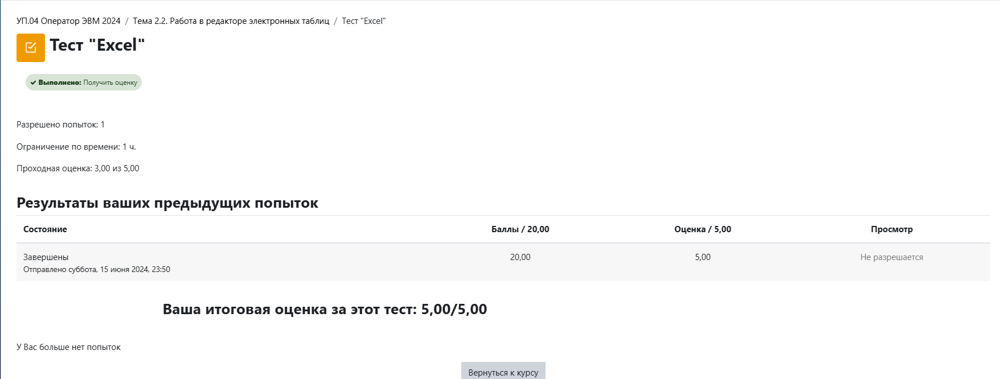 УП.04 Оператор ЭВМ 2024 / Тема 2.2. Работа в редакторе электронных таблиц / Тест "Excel"
Тест "Excel"
Выполнено: Получить оценку
Разрешено попыток: 1
Ограничение по времени: 1 ч.
Проходная оценка: 3,00 из 5,00
Результаты ваших предыдущих попыток
Состояние Баллы / 20,00 Оценка / 5,00 Просмотр
Завершены 20,00 5,00 Не разрешается
Отправлено суббота, 15 июня 2024, 23:50
Ваша итоговая оценка за этот тест: 5,00/5,00
У Вас больше нет попыток
Вернуться к курсу